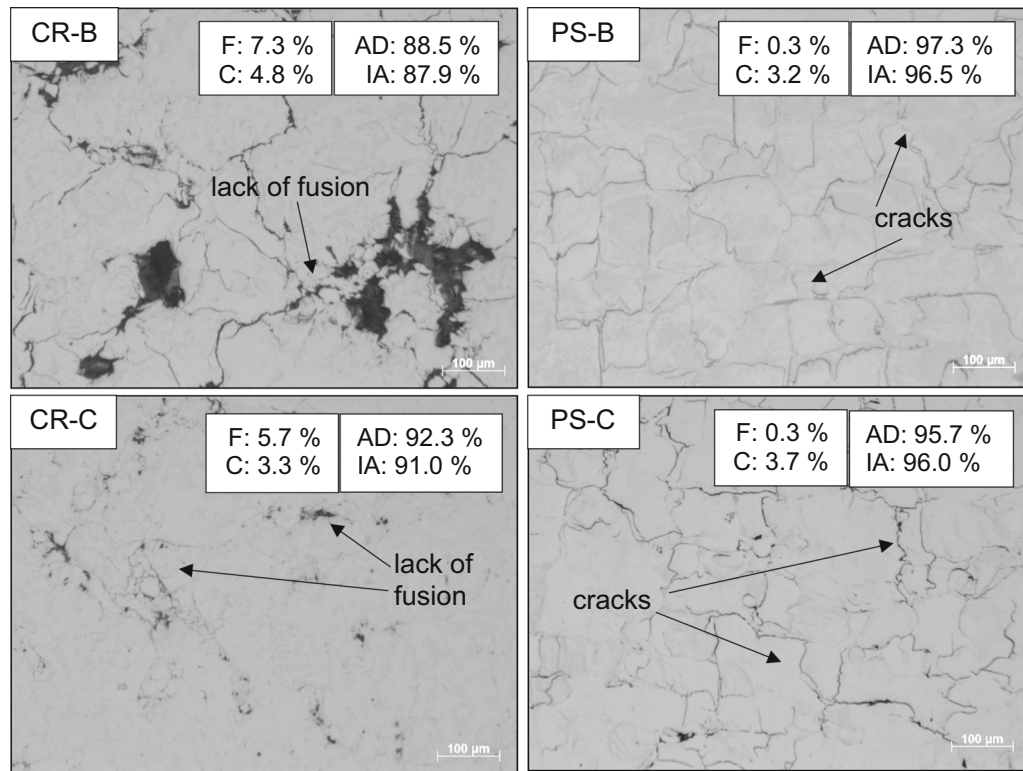 CR-B
F: 7.3 %
C: 4.8 %
AD: 88.5 %
IA: 87.9 %
lack of fusion
100 µm
PS-B
F: 0.3 %
C: 3.2 %
AD: 97.3 %
IA: 96.5 %
cracks
100 µm
CR-C
F: 5.7 %
C: 3.3 %
AD: 92.3 %
IA: 91.0 %
lack of
fusion
100 µm
PS-C
F: 0.3 %
C: 3.7 %
AD: 95.7 %
IA: 96.0 %
cracks
100 µm